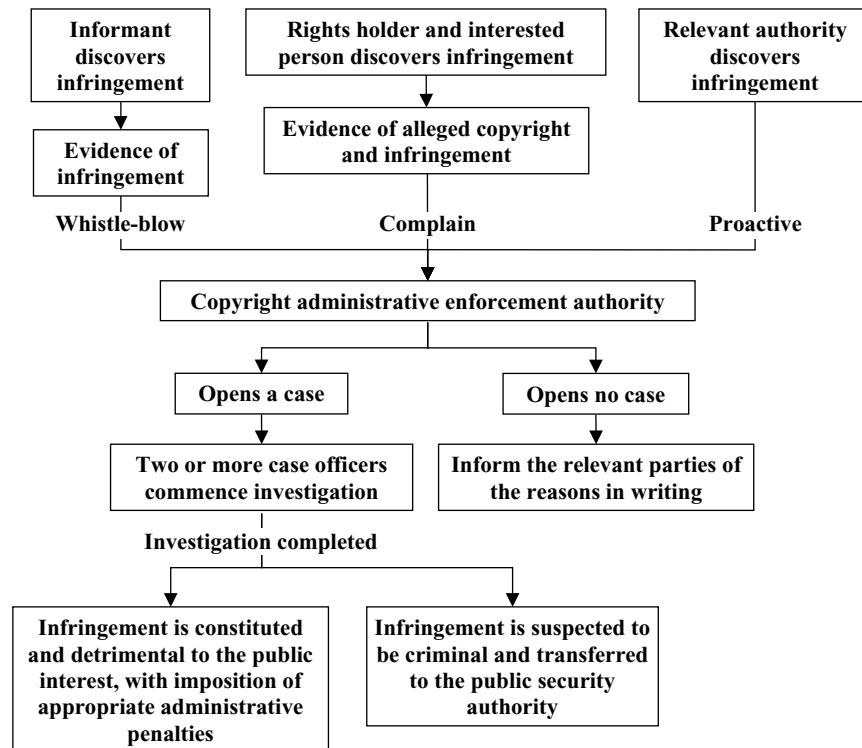 Informant
discovers
infringement
Rights holder and interested
person discovers infringement
Relevant authority
discovers
infringement
Evidence of
infringement
Evidence of alleged copyright
and infringement
Whistle-blow
Complain
Proactive
Copyright administrative enforcement authority
Opens a case
Opens no case
Two or more case officers
commence investigation
Inform the relevant parties of
the reasons in writing
Investigation completed
Infringement is constituted
and detrimental to the public
interest, with imposition of
appropriate administrative
penalties
Infringement is suspected to
be criminal and transferred
to the public security
authority